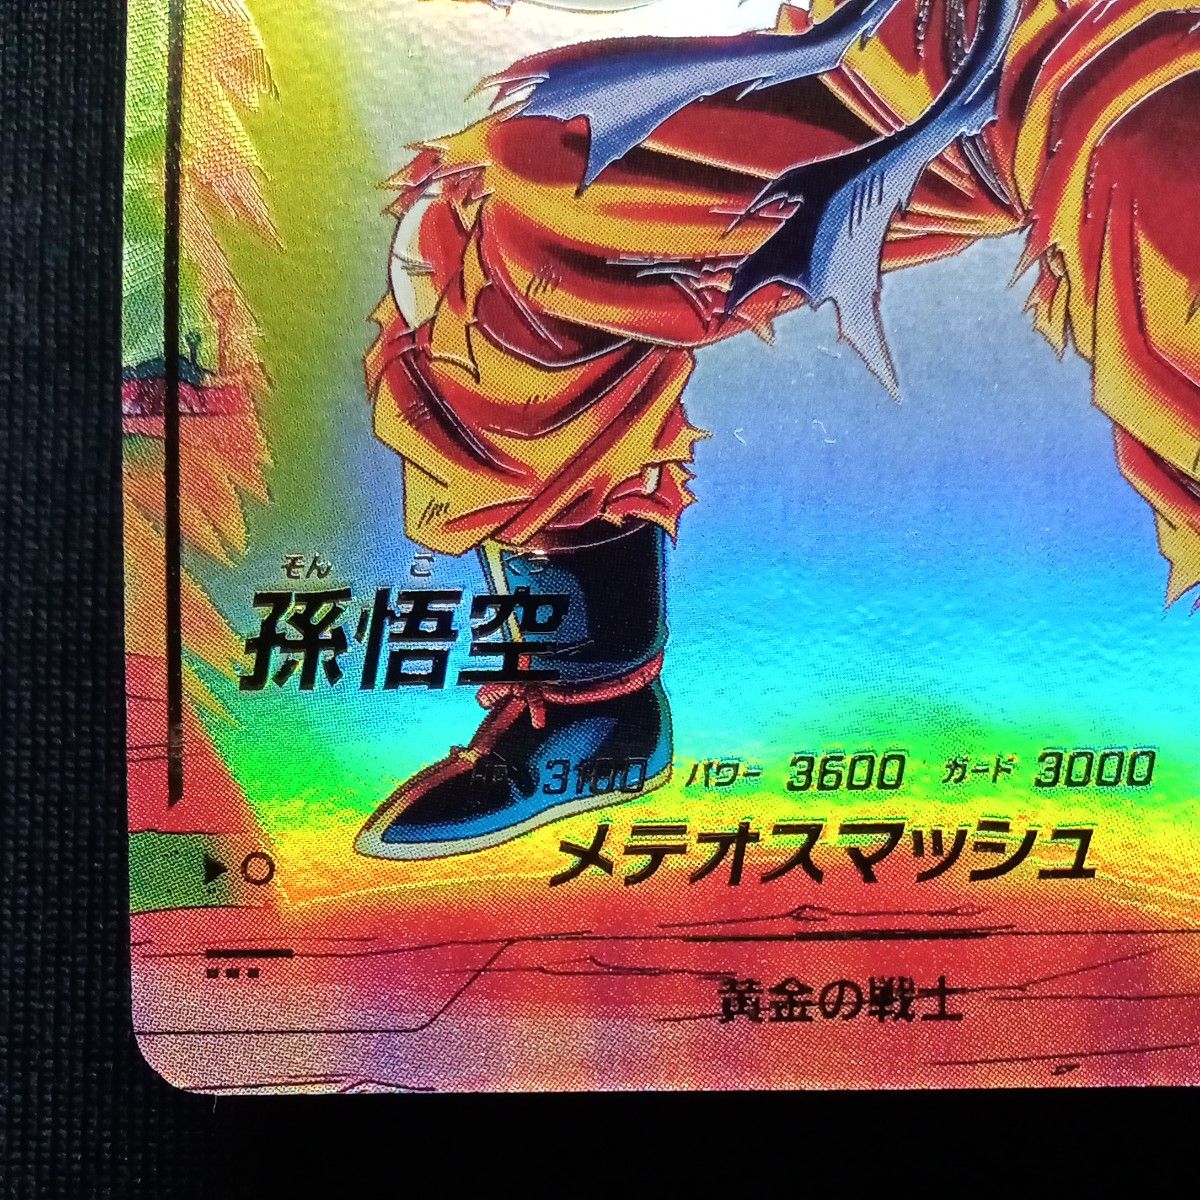 そん ご くう
孫悟空
HP 3100 パワー 3600 ガード 3000
メテオスマッシュ
黄金の戦士